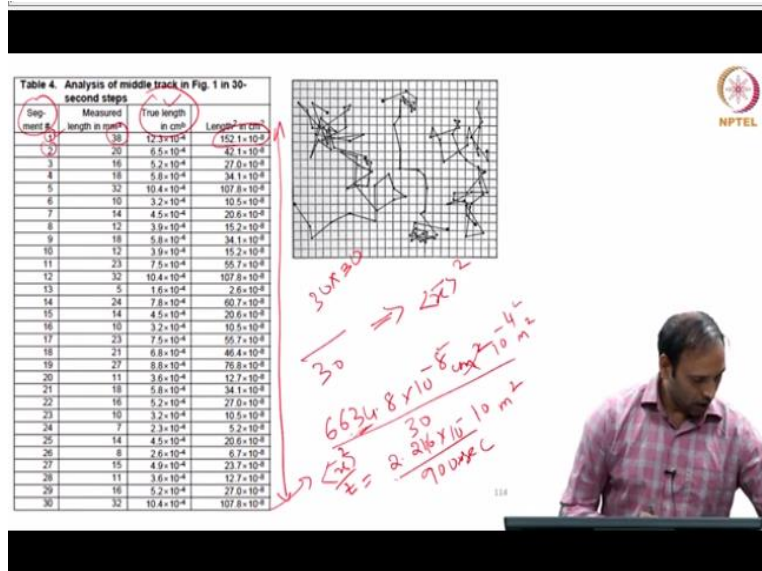 Table 4. Analysis of middle track in Fig. 1 in 30-
second steps
Seg- Measured True length
ment # length in mmᵃ in cmᵇ Length² in cm²
1 38 12.3×10⁻⁴ 152.1×10⁻⁸
2 20 6.5×10⁻⁴ 42.1×10⁻⁸
3 16 5.2×10⁻⁴ 27.0×10⁻⁸
4 18 5.8×10⁻⁴ 34.1×10⁻⁸
5 32 10.4×10⁻⁴ 107.8×10⁻⁸
6 10 3.2×10⁻⁴ 10.5×10⁻⁸
7 14 4.5×10⁻⁴ 20.6×10⁻⁸
8 12 3.9×10⁻⁴ 15.2×10⁻⁸
9 18 5.8×10⁻⁴ 34.1×10⁻⁸
10 12 3.9×10⁻⁴ 15.2×10⁻⁸
11 23 7.5×10⁻⁴ 55.7×10⁻⁸
12 32 10.4×10⁻⁴ 107.8×10⁻⁸
13 5 1.6×10⁻⁴ 2.6×10⁻⁸
14 24 7.8×10⁻⁴ 60.7×10⁻⁸
15 14 4.5×10⁻⁴ 20.6×10⁻⁸
16 10 3.2×10⁻⁴ 10.5×10⁻⁸
17 23 7.5×10⁻⁴ 55.7×10⁻⁸
18 21 6.8×10⁻⁴ 46.4×10⁻⁸
19 27 8.8×10⁻⁴ 76.8×10⁻⁸
20 11 3.6×10⁻⁴ 12.7×10⁻⁸
21 18 5.8×10⁻⁴ 34.1×10⁻⁸
22 16 5.2×10⁻⁴ 27.0×10⁻⁸
23 10 3.2×10⁻⁴ 10.5×10⁻⁸
24 7 2.3×10⁻⁴ 5.2×10⁻⁸
25 14 4.5×10⁻⁴ 20.6×10⁻⁸
26 8 2.6×10⁻⁴ 6.7×10⁻⁸
27 15 4.9×10⁻⁴ 23.7×10⁻⁸
28 11 3.6×10⁻⁴ 12.7×10⁻⁸
29 16 5.2×10⁻⁴ 27.0×10⁻⁸
30 32 10.4×10⁻⁴ 107.8×10⁻⁸
NPTEL
30×30
30 ⇒ <x>²
10⁻⁴ m²
30
900 sec
114